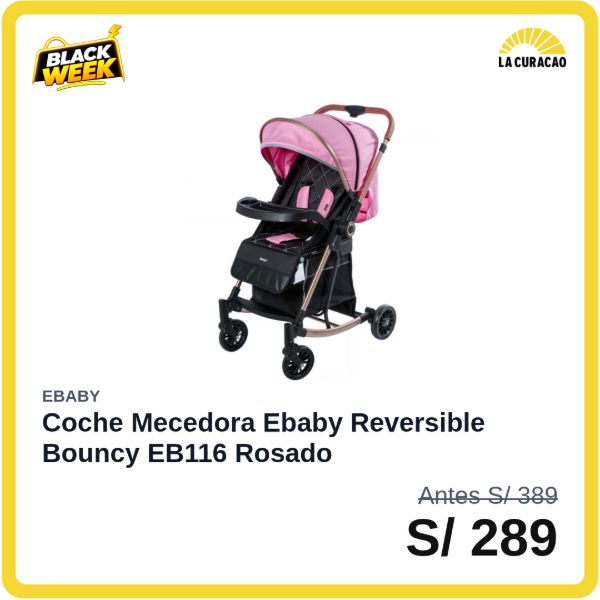 BLACK
WEEK
LA CURACAO
EBABY
Coche Mecedora Ebaby Reversible
Bouncy EB116 Rosado
Antes S/ 389
S/ 289